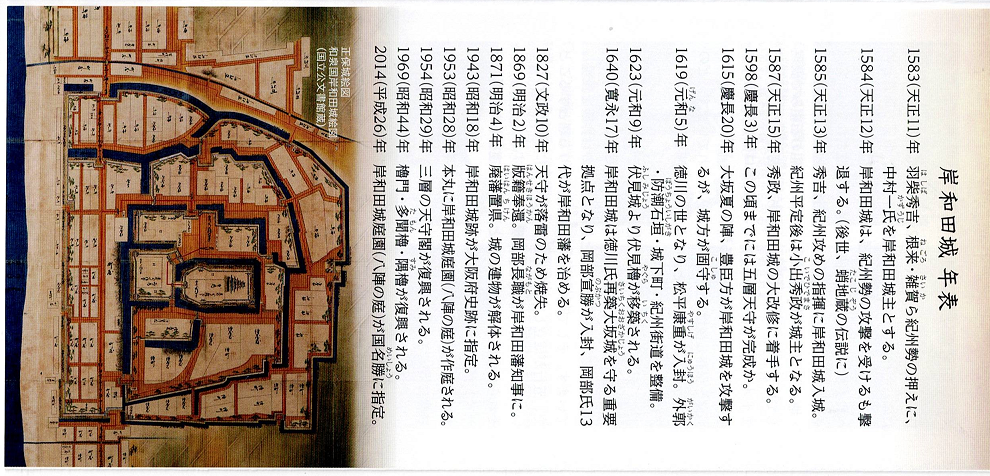 岸和田城 年表
1583(天正11)年 羽柴秀吉、根来・雑賀ら紀州勢の押えに、
中村一氏を岸和田城主とする。
1584(天正12)年 岸和田城は、紀州勢の攻撃を受けるも撃
退する。(後世、蛸地蔵の伝説に)
1585(天正13)年 秀吉、紀州攻めの指揮に岸和田城入城。
紀州平定後は小出秀政が城主となる。
1587(天正15)年 秀政、岸和田城の大改修に着手する。
1598(慶長3)年 この頃までには五層天守が完成か。
1615(慶長20)年 大坂夏の陣、豊臣方が岸和田城を攻撃す
るが、城方が固守する。
1619(元和5)年 徳川の世となり、松平康重が入封。外郭
防潮石垣・城下町・紀州街道を整備。
1623(元和9)年 伏見城より伏見櫓が移築される。
1640(寛永17)年 岸和田城は徳川氏再築大坂城を守る重要
拠点となり、岡部宣勝が入封、岡部氏13
代が岸和田藩を治める。
1827(文政10)年 天守が落雷のため焼失。
1869(明治2)年 版籍奉還。岡部長職が岸和田藩知事に。
1871(明治4)年 廃藩置県。城の建物が解体される。
1943(昭和18)年 岸和田城跡が大阪府史跡に指定。
1953(昭和28)年 本丸に岸和田城庭園(八陣の庭)が作庭される。
1954(昭和29)年 三層の天守閣が復興される。
1969(昭和44)年 櫓門・多聞櫓・隅櫓が復興される。
2014(平成26)年 岸和田城庭園(八陣の庭)が国名勝に指定。
正保城絵図
和泉国岸和田城絵図
(国立公文書館蔵)